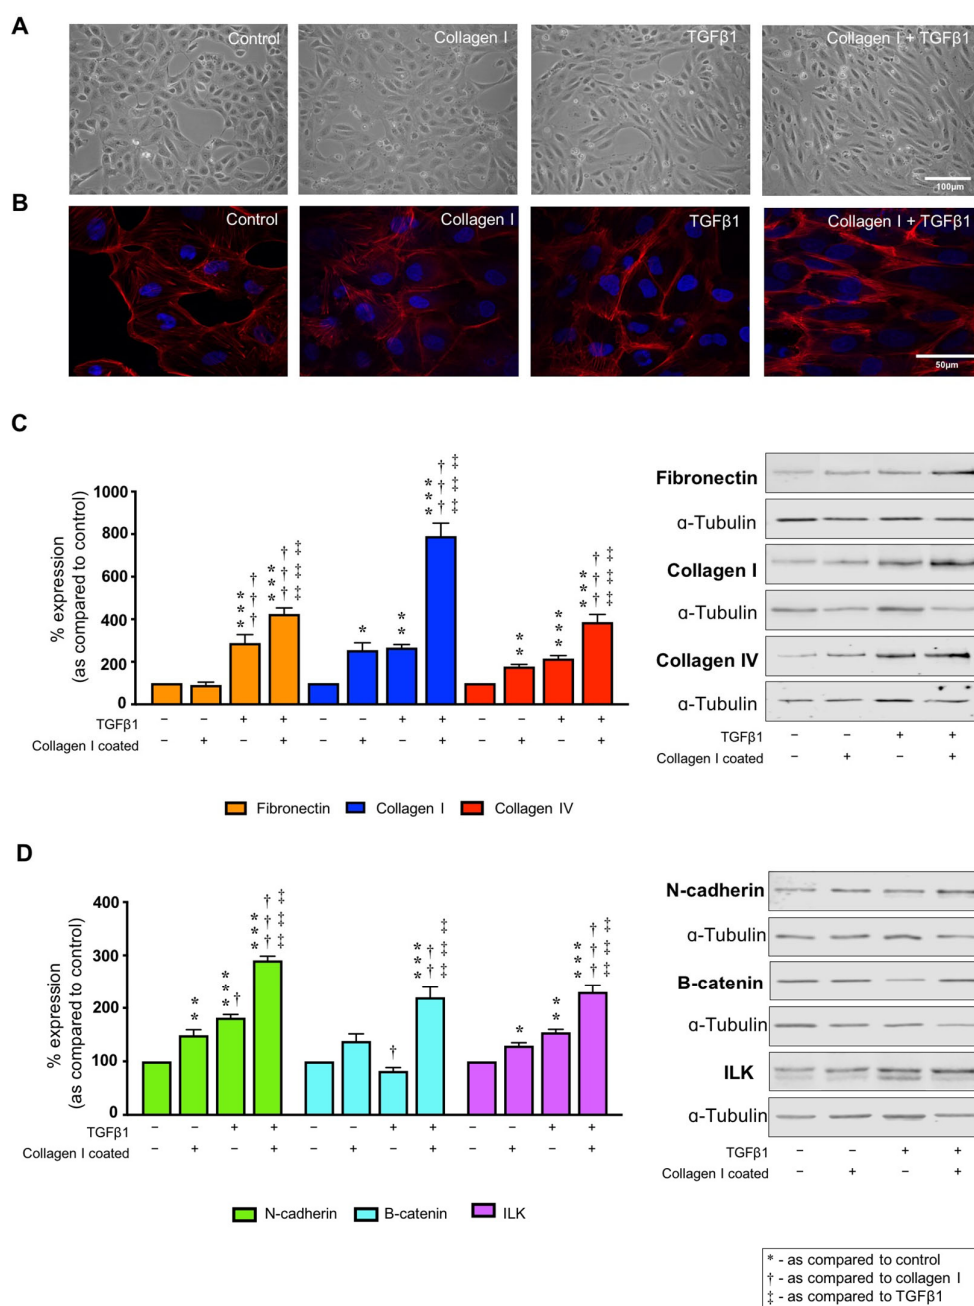 A
Control
Collagen I
TGFβ1
Collagen I + TGFβ1
100μm
B
Control
Collagen I
TGFβ1
Collagen I + TGFβ1
50μm
C
% expression
(as compared to control)
1000
800
600
400
200
0
*** ††† *** ††† ‡‡‡ * ** *** ††† ‡‡‡ ** *** *** ††† ‡‡‡
TGFβ1 – – + + – – + + – – + +
Collagen I coated – + – + – + – + – + – +
Fibronectin Collagen I Collagen IV
Fibronectin
α-Tubulin
Collagen I
α-Tubulin
Collagen IV
α-Tubulin
TGFβ1 – – + +
Collagen I coated – + – +
D
% expression
(as compared to control)
400
300
200
100
0
** *** † *** ††† ‡‡‡ † *** †† ‡‡‡ * ** *** ††† ‡‡‡
TGFβ1 – – + + – – + + – – + +
Collagen I coated – + – + – + – + – + – +
N-cadherin B-catenin ILK
N-cadherin
α-Tubulin
B-catenin
α-Tubulin
ILK
α-Tubulin
TGFβ1 – – + +
Collagen I coated – + – +
* - as compared to control
† - as compared to collagen I
‡ - as compared to TGFβ1